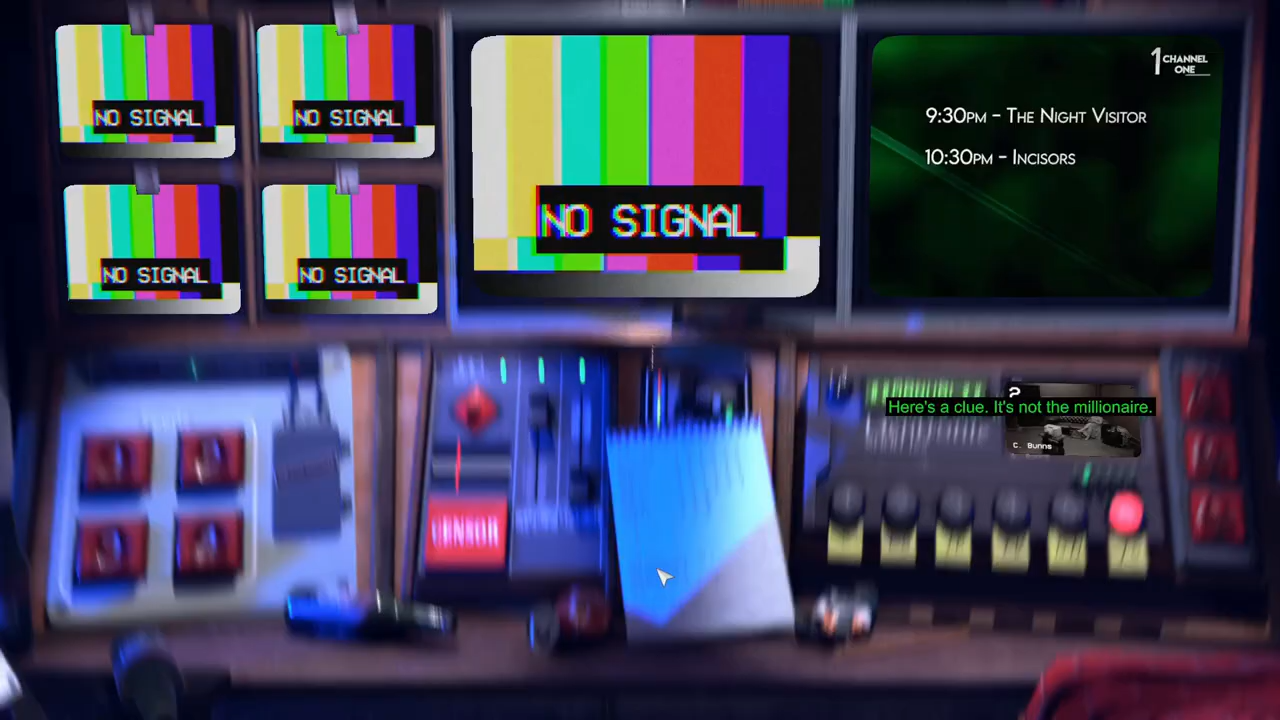 NO SIGNAL
NO SIGNAL
NO SIGNAL
NO SIGNAL
NO SIGNAL
1 CHANNEL
ONE
9:30PM - THE NIGHT VISITOR
10:30PM - INCISORS
?
Here's a clue. It's not the millionaire.
C. Bunns
CENSOR